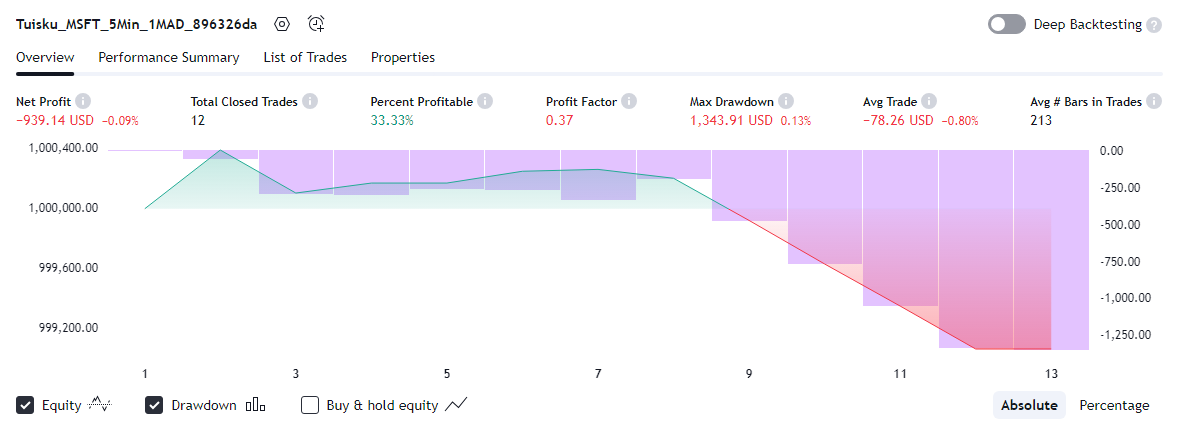 Tuisku_MSFT_5Min_1MAD_896326da
Deep Backtesting
Overview Performance Summary List of Trades Properties
Net Profit Total Closed Trades Percent Profitable Profit Factor Max Drawdown Avg Trade Avg # Bars in Trades
−939.14 USD −0.09% 12 33.33% 0.37 1,343.91 USD 0.13% −78.26 USD −0.80% 213
1,000,400.00 0.00
-250.00
1,000,000.00
-500.00
999,600.00 -750.00
-1,000.00
999,200.00 -1,250.00
1 3 5 7 9 11 13
Equity Drawdown Buy & hold equity Absolute Percentage